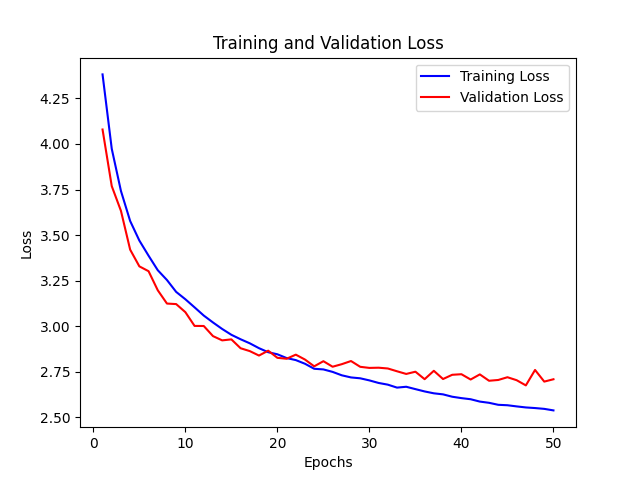 Training and Validation Loss
Training Loss
Validation Loss
4.25
4.00
3.75
3.50
3.25
3.00
2.75
2.50
Loss
0 10 20 30 40 50
Epochs